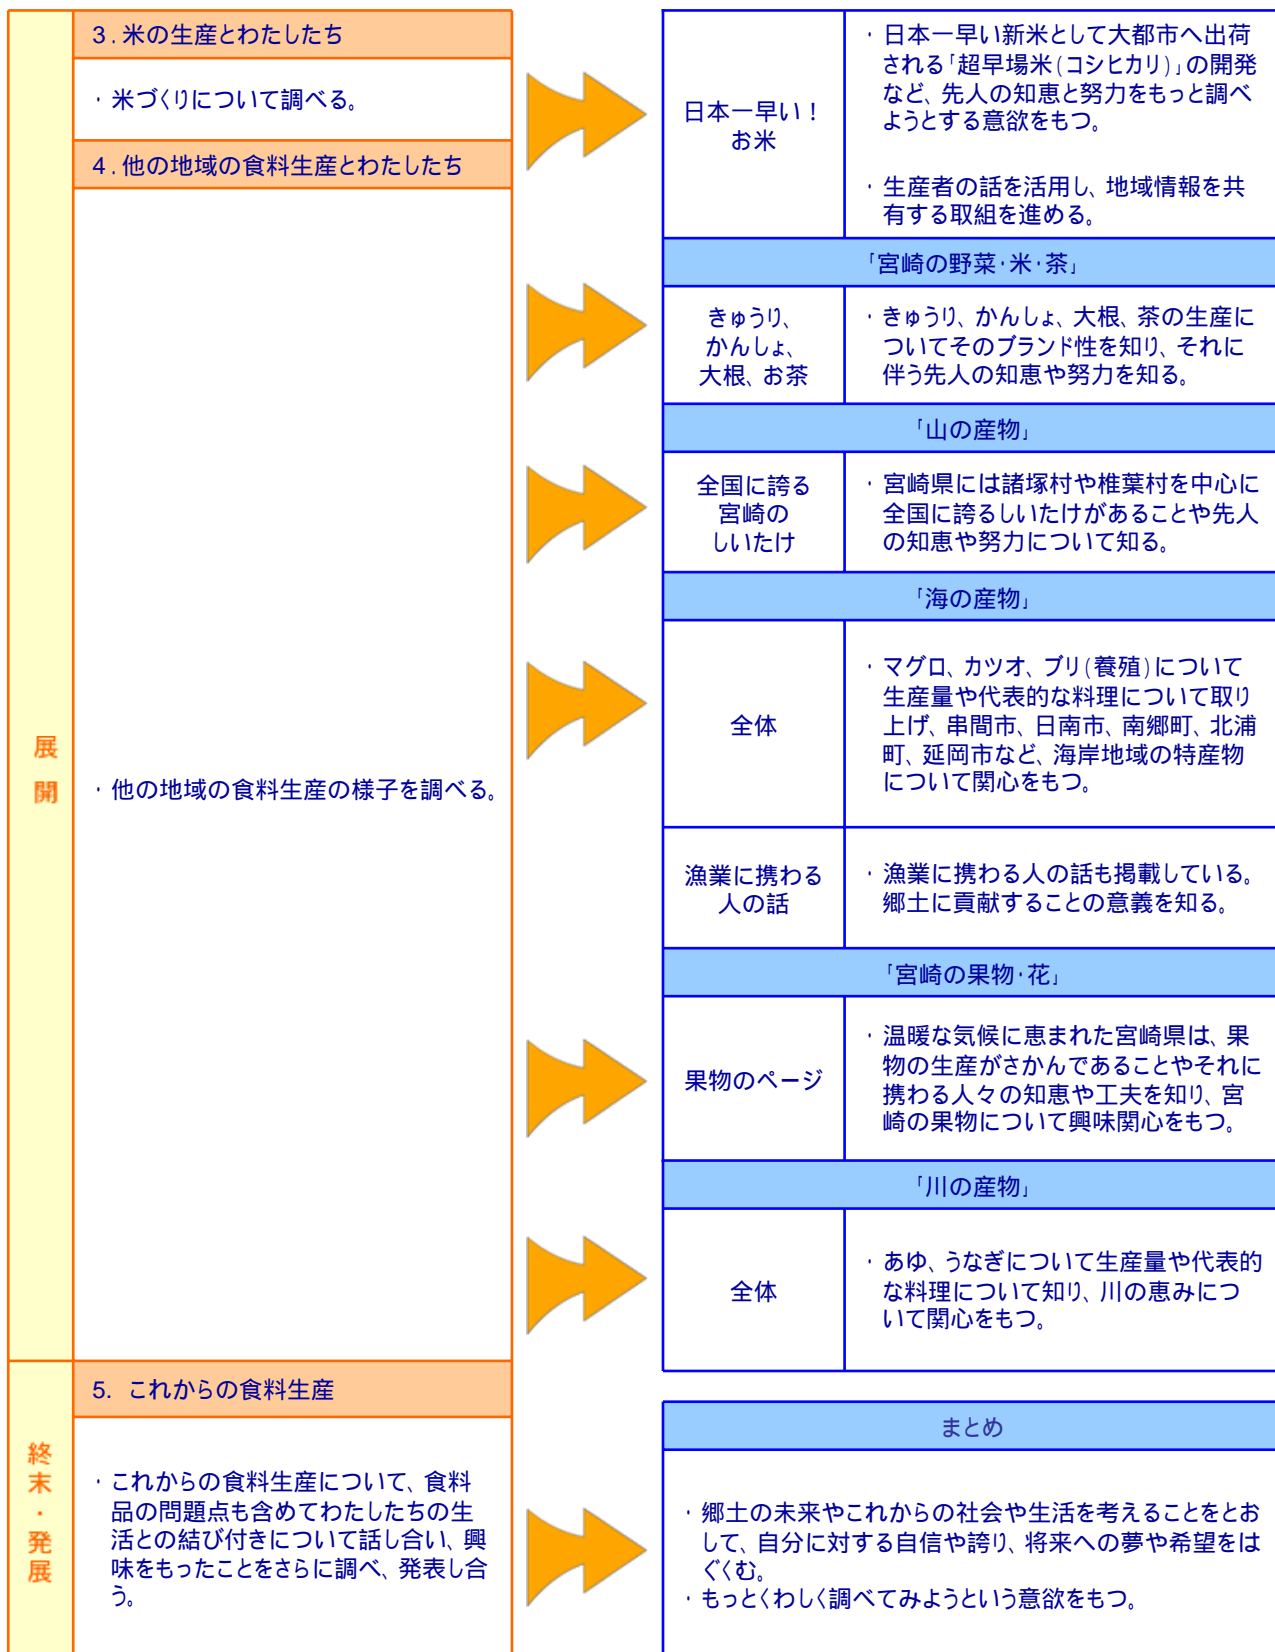 展
開
3．米の生産とわたしたち
・米づくりについて調べる。
4．他の地域の食料生産とわたしたち
・他の地域の食料生産の様子を調べる。
日本一早い！
お米
・日本一早い新米として大都市へ出荷
される「超早場米(コシヒカリ)」の開発
など、先人の知恵と努力をもっと調べ
ようとする意欲をもつ。
・生産者の話を活用し、地域情報を共
有する取組を進める。
「宮崎の野菜・米・茶」
きゅうり、
かんしょ、
大根、お茶
・きゅうり、かんしょ、大根、茶の生産に
ついてそのブランド性を知り、それに
伴う先人の知恵や努力を知る。
「山の産物」
全国に誇る
宮崎の
しいたけ
・宮崎県には諸塚村や椎葉村を中心に
全国に誇るしいたけがあることや先人
の知恵や努力について知る。
「海の産物」
全体
・マグロ、カツオ、ブリ(養殖)について
生産量や代表的な料理について取り
上げ、串間市、日南市、南郷町、北浦
町、延岡市など、海岸地域の特産物
について関心をもつ。
漁業に携わる
人の話
・漁業に携わる人の話も掲載している。
郷土に貢献することの意義を知る。
「宮崎の果物・花」
果物のページ
・温暖な気候に恵まれた宮崎県は、果
物の生産がさかんであることやそれに
携わる人々の知恵や工夫を知り、宮
崎の果物について興味関心をもつ。
「川の産物」
全体
・あゆ、うなぎについて生産量や代表的
な料理について知り、川の恵みにつ
いて関心をもつ。
終
末
・
発
展
5．これからの食料生産
・これからの食料生産について、食料
品の問題点も含めてわたしたちの生
活との結び付きについて話し合い、興
味をもったことをさらに調べ、発表し合
う。
まとめ
・郷土の未来やこれからの社会や生活を考えることをとお
して、自分に対する自信や誇り、将来への夢や希望をは
ぐくむ。
・もっとくわしく調べてみようという意欲をもつ。